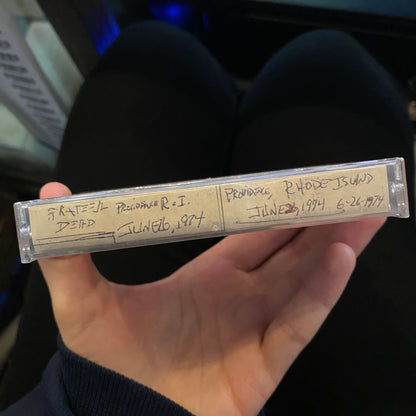 GRATEFUL
DEAD
PROVIDENCE R.I.
JUNE 26, 1974
PROVIDENCE, RHODE ISLAND
JUNE 26, 1974 6-26-1974